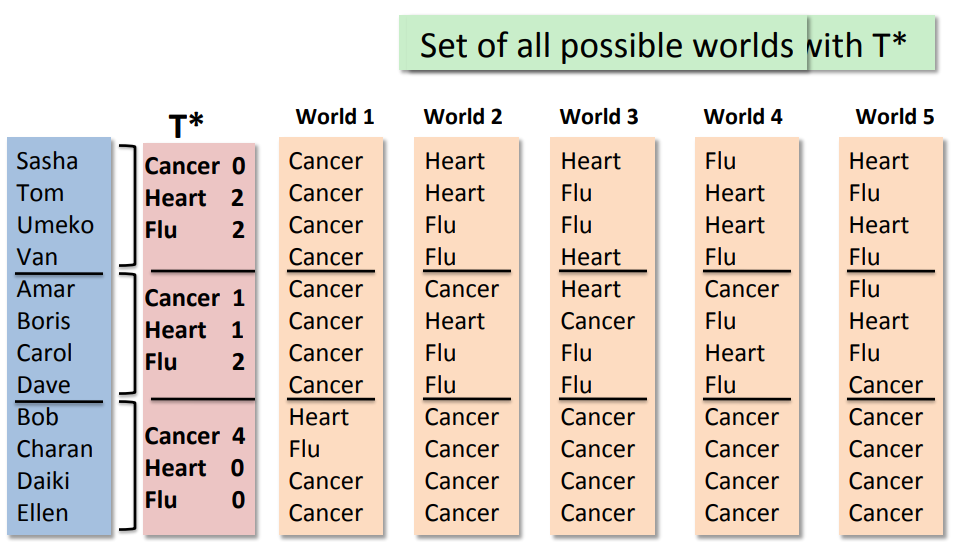 Set of all possible worlds with T*
T* World 1 World 2 World 3 World 4 World 5
Sasha Cancer 0 Cancer Heart Heart Flu Heart
Tom Heart 2 Cancer Heart Flu Heart Flu
Umeko Flu 2 Cancer Flu Flu Heart Heart
Van Cancer Flu Heart Flu Flu
Amar Cancer 1 Cancer Cancer Heart Cancer Flu
Boris Heart 1 Cancer Heart Cancer Flu Heart
Carol Flu 2 Cancer Flu Flu Heart Flu
Dave Cancer Flu Flu Flu Cancer
Bob Cancer 4 Heart Cancer Cancer Cancer Cancer
Charan Heart 0 Flu Cancer Cancer Cancer Cancer
Daiki Flu 0 Cancer Cancer Cancer Cancer Cancer
Ellen Cancer Cancer Cancer Cancer Cancer